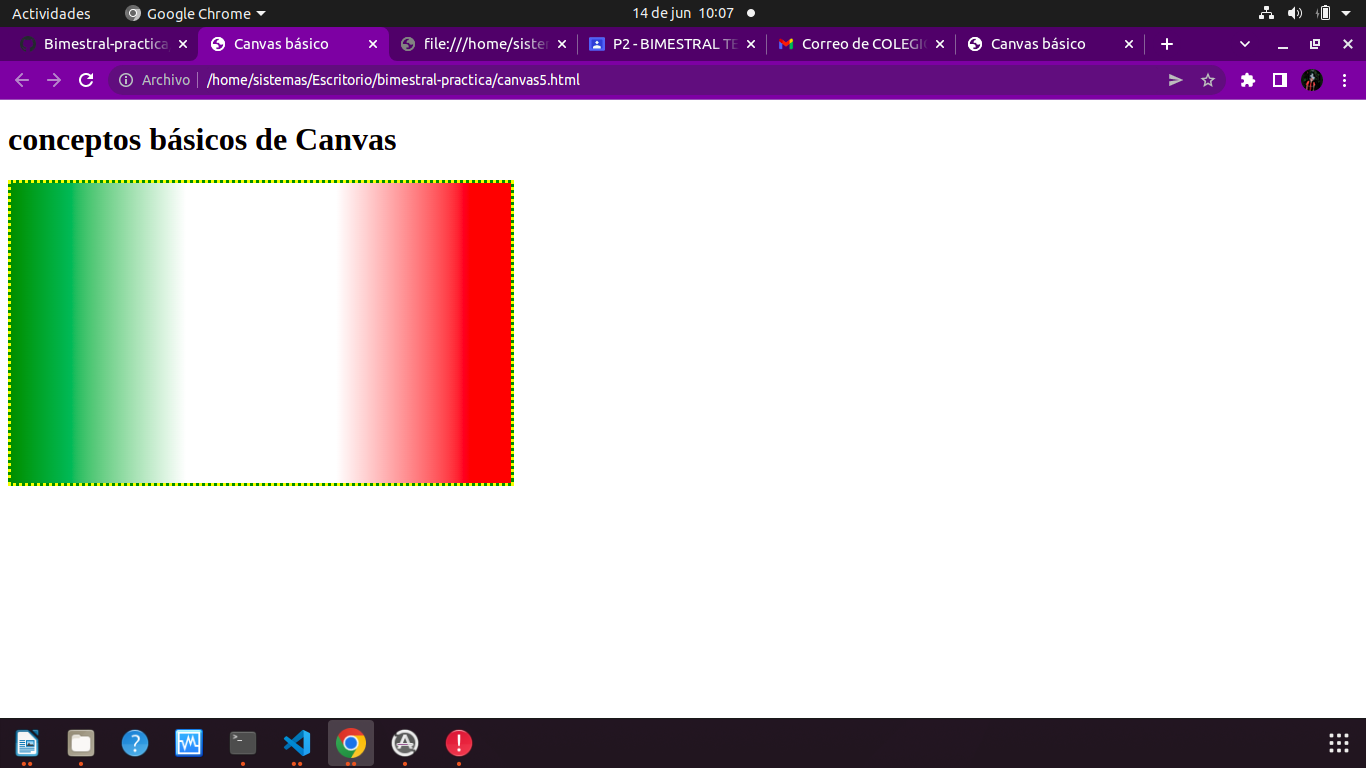 Actividades Google Chrome 14 de jun 10:07
Bimestral-practica Canvas básico file:///home/siste P2 - BIMESTRAL TE Correo de COLEGI Canvas básico
Archivo /home/sistemas/Escritorio/bimestral-practica/canvas5.html
conceptos básicos de Canvas